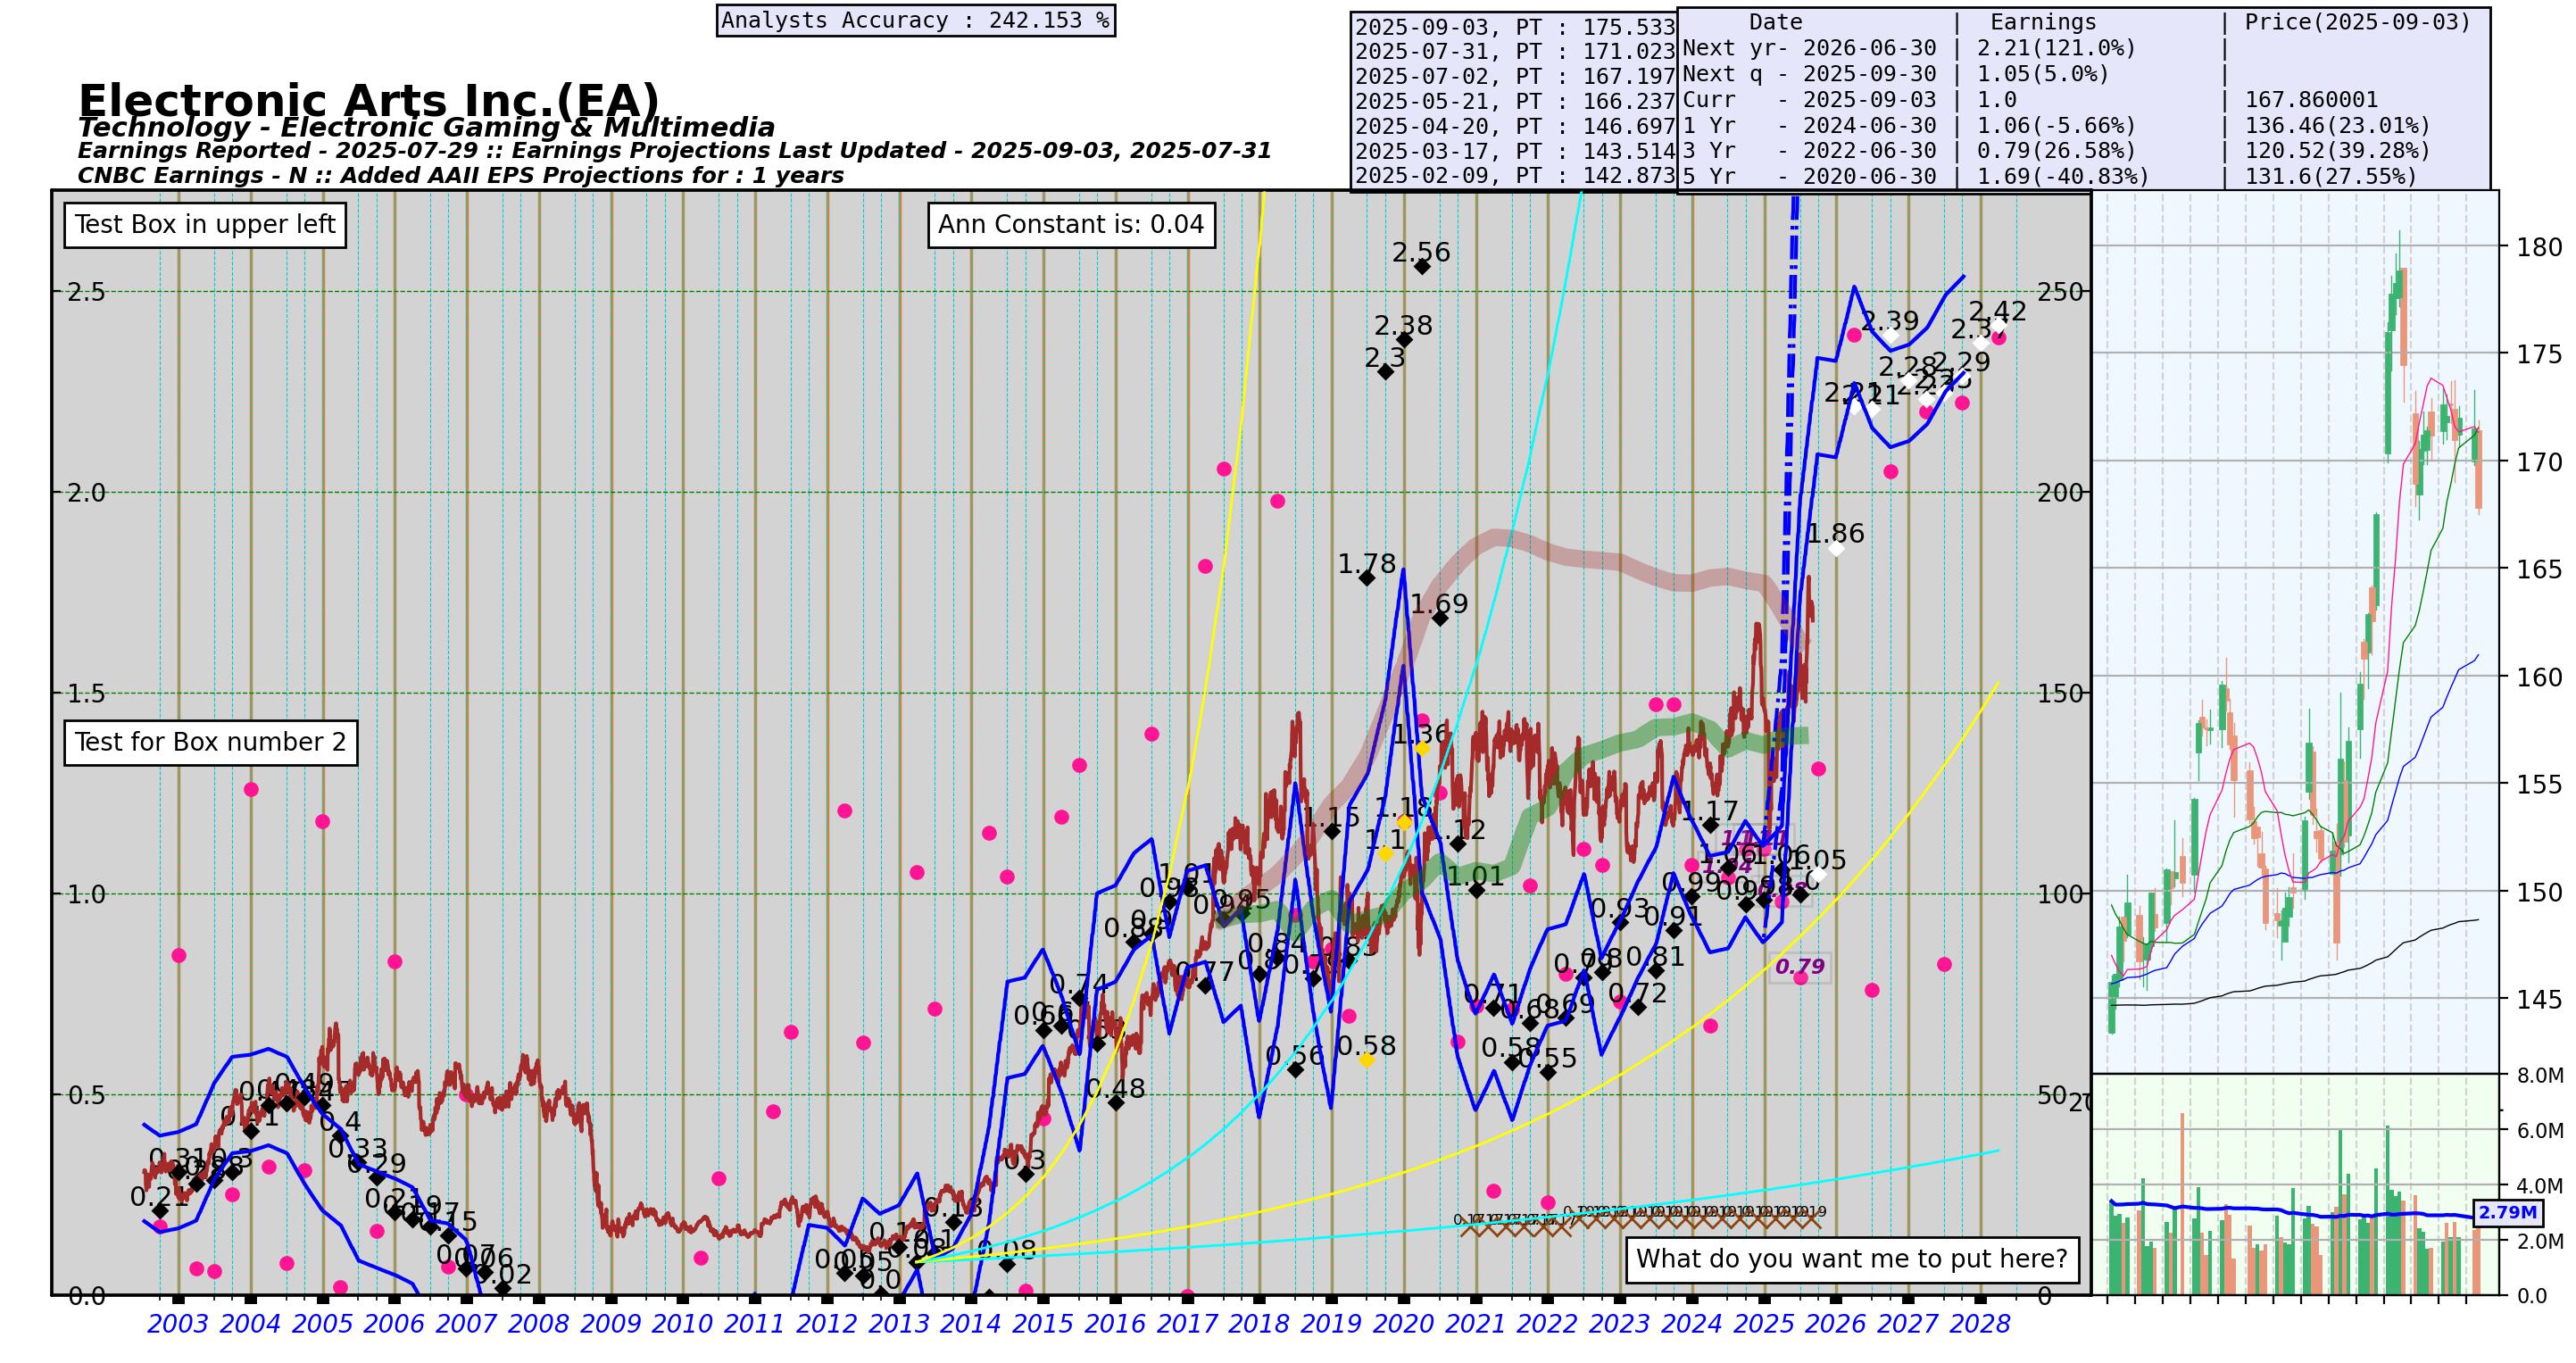 Analysts Accuracy : 242.153 %
Electronic Arts Inc.(EA)
Technology - Electronic Gaming & Multimedia
Earnings Reported - 2025-07-29 :: Earnings Projections Last Updated - 2025-09-03, 2025-07-31
CNBC Earnings - N :: Added AAII EPS Projections for : 1 years
2025-09-03, PT : 175.533
2025-07-31, PT : 171.023
2025-07-02, PT : 167.197
2025-05-21, PT : 166.237
2025-04-20, PT : 146.697
2025-03-17, PT : 143.514
2025-02-09, PT : 142.873
Date | Earnings | Price(2025-09-03)
Next yr- 2026-06-30 | 2.21(121.0%) |
Next q - 2025-09-30 | 1.05(5.0%) |
Curr - 2025-09-03 | 1.0 | 167.860001
1 Yr - 2024-06-30 | 1.06(-5.66%) | 136.46(23.01%)
3 Yr - 2022-06-30 | 0.79(26.58%) | 120.52(39.28%)
5 Yr - 2020-06-30 | 1.69(-40.83%) | 131.6(27.55%)
Test Box in upper left
Ann Constant is: 0.04
Test for Box number 2
What do you want me to put here?
2.5
2.0
1.5
1.0
0.5
0.0
250
200
150
100
50
0
2.56
2.38
2.3
1.78
1.69
1.36
1.18
1.15
1.1
1.12
1.01
1.17
1.86
2.39
2.28
2.29
2.42
1.05
0.79
0.99
0.91
0.93
0.81
0.72
0.71
0.68
0.69
0.58
0.55
0.58
0.56
0.77
0.48
0.74
0.3
0.13
0.08
0.21
0.4
0.33
0.29
0.15
0.02
180
175
170
165
160
155
150
145
8.0M
6.0M
4.0M
2.79M
2.0M
0.0
2003 2004 2005 2006 2007 2008 2009 2010 2011 2012 2013 2014 2015 2016 2017 2018 2019 2020 2021 2022 2023 2024 2025 2026 2027 2028